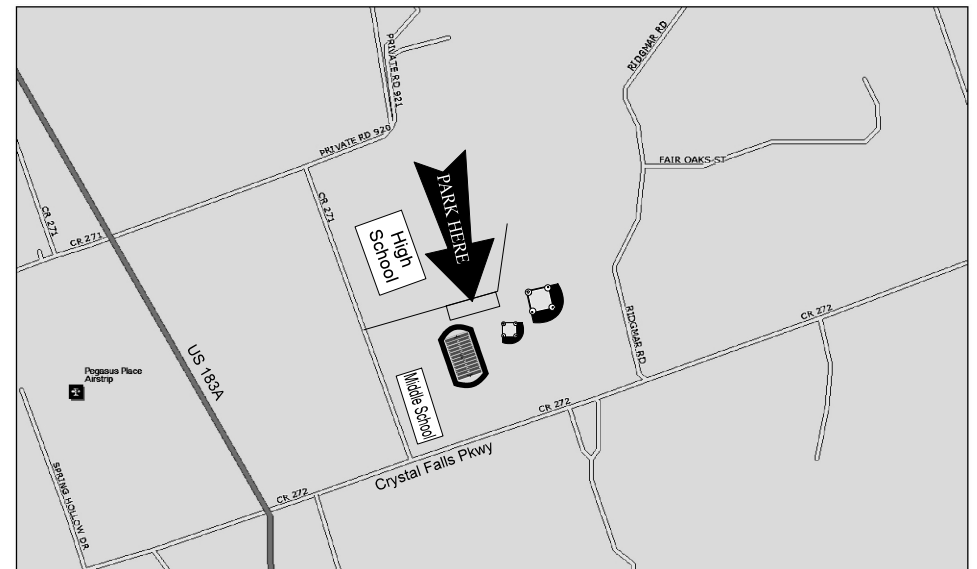 PRIVATE RD 921
RIDGMAR RD
PRIVATE RD 920
FAIR OAKS ST
PARK HERE
CR 271
CR 271
CR 271
High
School
RIDGMAR RD
CR 272
US 183A
Pegasus Place
Airstrip
Middle School
CR 272
Crystal Falls Pkwy
SPRING HOLLOW DR
CR 272